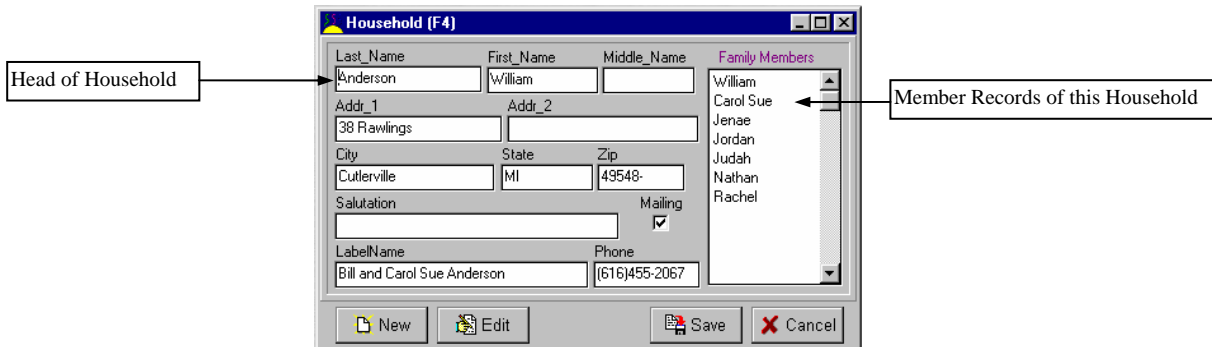 Household (F4)
Last_Name First_Name Middle_Name Family Members
Head of Household
Anderson William
William
Carol Sue
Member Records of this Household
Addr_1 Addr_2
Jenae
38 Rawlings
Jordan
City State Zip
Judah
Cutlerville MI 49548-
Nathan
Salutation Mailing
Rachel
LabelName Phone
Bill and Carol Sue Anderson (616)455-2067
New Edit Save Cancel